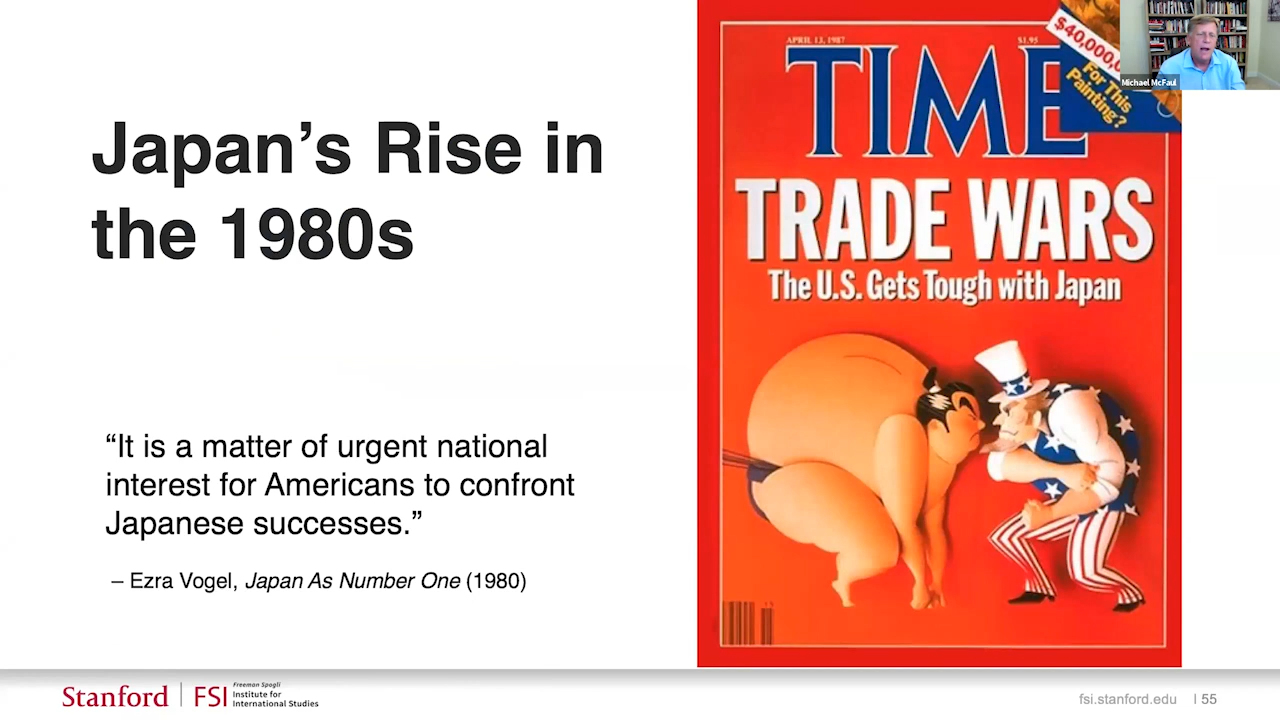 Japan’s Rise in
the 1980s
“It is a matter of urgent national
interest for Americans to confront
Japanese successes.”
– Ezra Vogel, Japan As Number One (1980)
APRIL 13, 1987
$1.95
TIME
$40,000,0
For This
Painting?
TRADE WARS
The U.S. Gets Tough with Japan
Michael McFaul
Stanford
FSI
Freeman Spogli
Institute for
International Studies
fsi.stanford.edu
55